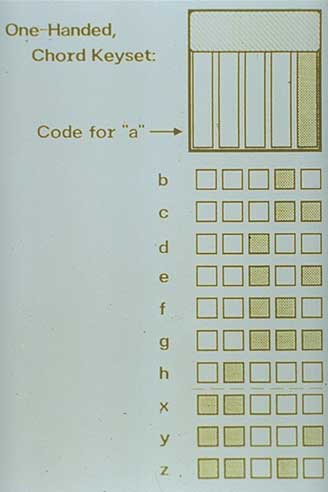 One-Handed,
Chord Keyset:
Code for "a"
b
c
d
e
f
g
h
x
y
z